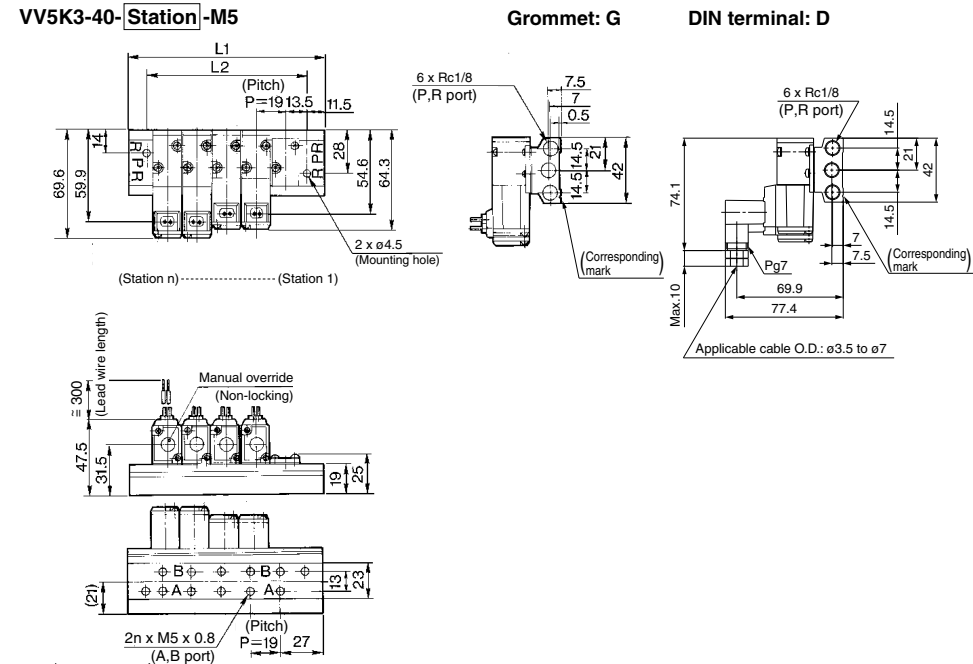 VV5K3-40-Station-M5
Grommet: G
DIN terminal: D
L1
L2
(Pitch)
P=19 13.5 11.5
14
R P R
R PR
28
54.6
64.3
69.6
59.9
2 x ø4.5
(Mounting hole)
(Station n)
(Station 1)
6 x Rc1/8
(P,R port)
7.5
7
0.5
14.5
14.5
21
42
(Corresponding mark)
6 x Rc1/8
(P,R port)
14.5
21
42
14.5
74.1
Max.10
Pg7
7
7.5
(Corresponding mark)
69.9
77.4
Applicable cable O.D.: ø3.5 to ø7
≈ 300
(Lead wire length)
Manual override
(Non-locking)
47.5
31.5
19
25
B
B
A
A
13
23
(21)
2n x M5 x 0.8
(A,B port)
(Pitch)
P=19
27